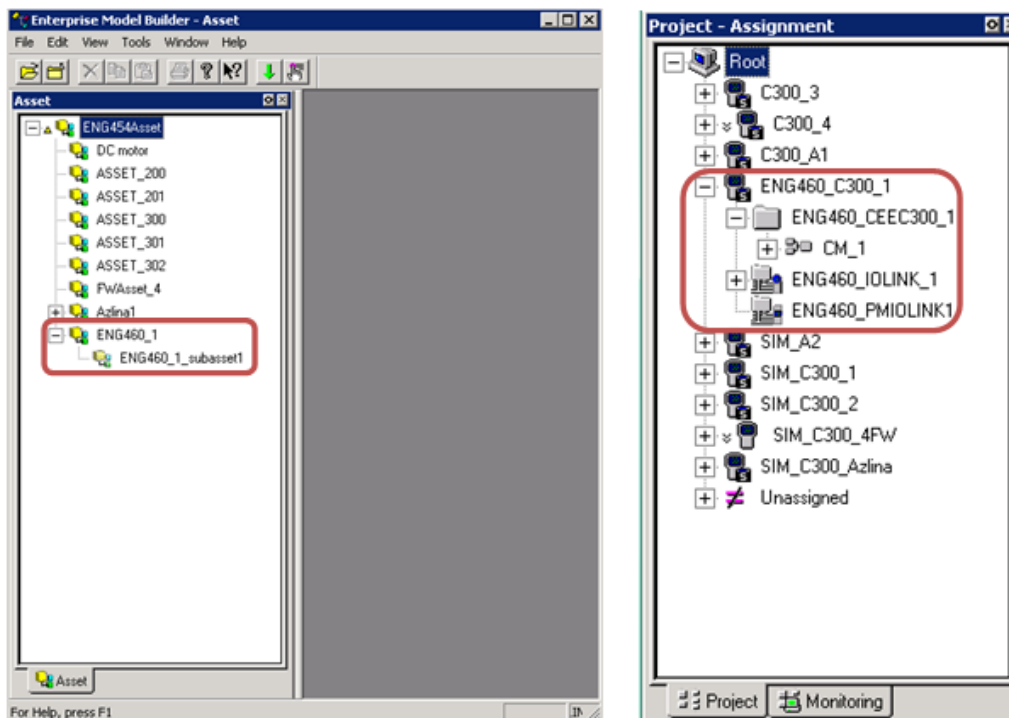 Enterprise Model Builder - Asset
File Edit View Tools Window Help
Asset
ENG454Asset
DC motor
ASSET_200
ASSET_201
ASSET_300
ASSET_301
ASSET_302
FWAsset_4
Azlina1
ENG460_1
ENG460_1_subasset1
Asset
For Help, press F1
Project - Assignment
Root
C300_3
C300_4
C300_A1
ENG460_C300_1
ENG460_CEEC300_1
CM_1
ENG460_IOLINK_1
ENG460_PMIOLINK1
SIM_A2
SIM_C300_1
SIM_C300_2
SIM_C300_4FW
SIM_C300_Azlina
Unassigned
Project
Monitoring